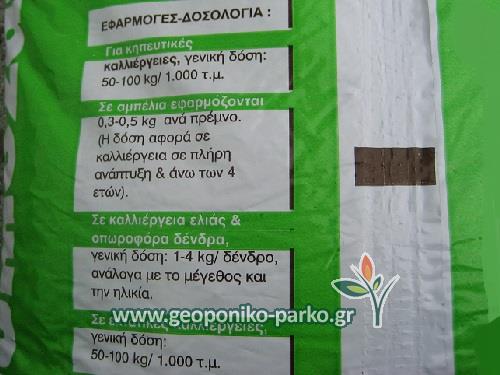 ΕΦΑΡΜΟΓΕΣ-ΔΟΣΟΛΟΓΙΑ :
Για κηπευτικές
καλλιέργειες, γενική δόση:
50-100 kg/ 1.000 τ.μ.
Σε αμπέλια εφαρμόζονται
0,3-0,5 kg ανά πρέμνο.
(Η δόση αφορά σε
καλλιέργεια σε πλήρη
ανάπτυξη & άνω των 4
ετών).
Σε καλλιέργεια ελιάς &
οπωροφόρα δένδρα,
γενική δόση: 1-4 kg/ δένδρο,
ανάλογα με το μέγεθος και
την ηλικία.
www.geoponiko-parko.gr
Σε καλλιέργειες,
γενική δόση:
50-100 kg/ 1.000 τ.μ.